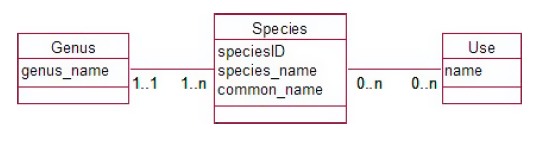 Genus
genus_name
1..1
1..n
Species
speciesID
species_name
common_name
0..n
0..n
Use
name